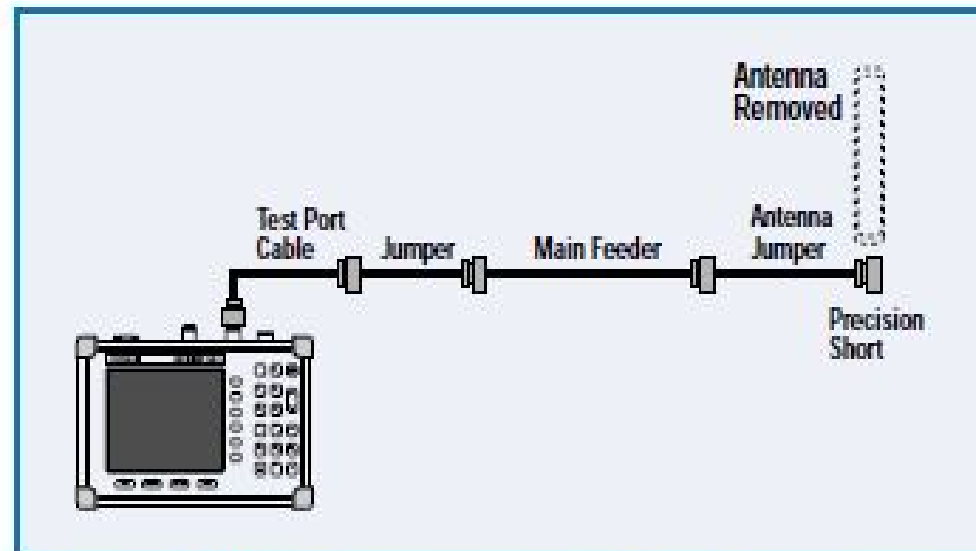 Antenna
Removed
Test Port
Cable
Jumper
Main Feeder
Antenna
Jumper
Precision
Short